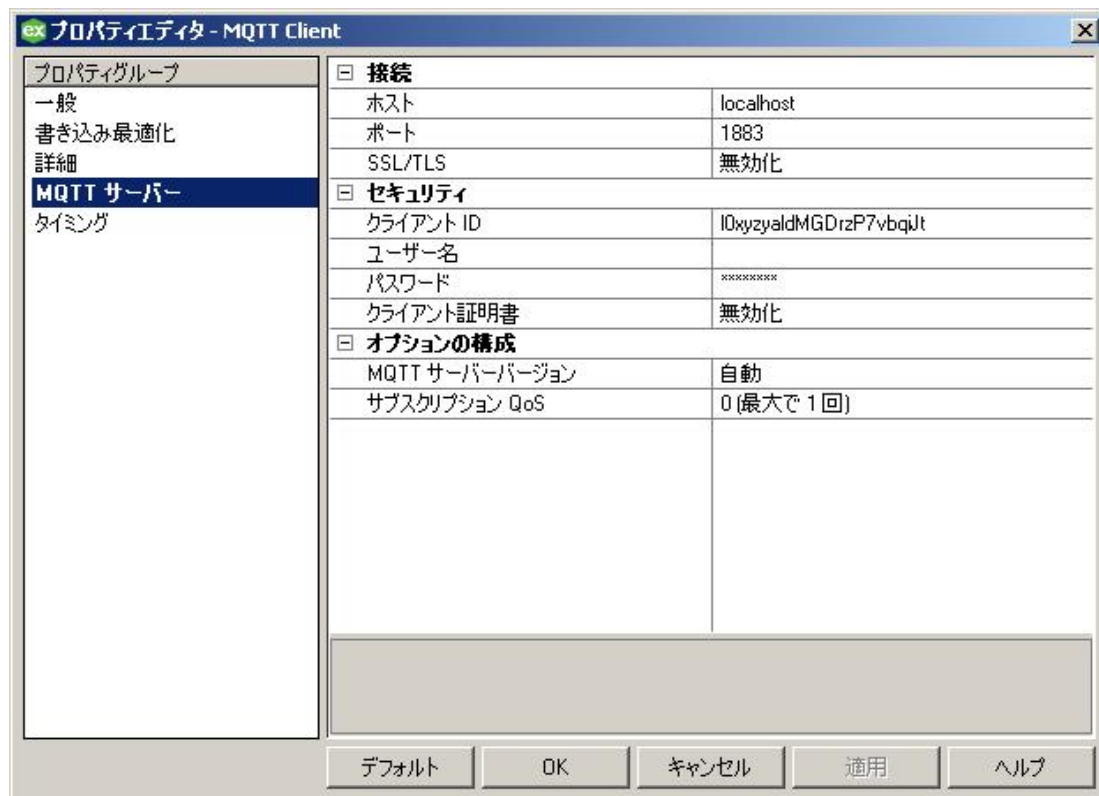 ex プロパティエディタ - MQTT Client
プロパティグループ
一般
書き込み最適化
詳細
MQTT サーバー
タイミング
接続
ホスト localhost
ポート 1883
SSL/TLS 無効化
セキュリティ
クライアント ID l0xyzyaldMGDrzP7vbqiJt
ユーザー名
パスワード ********
クライアント証明書 無効化
オプションの構成
MQTT サーバーバージョン 自動
サブスクリプション QoS 0 (最大で 1 回)
デフォルト OK キャンセル 適用 ヘルプ